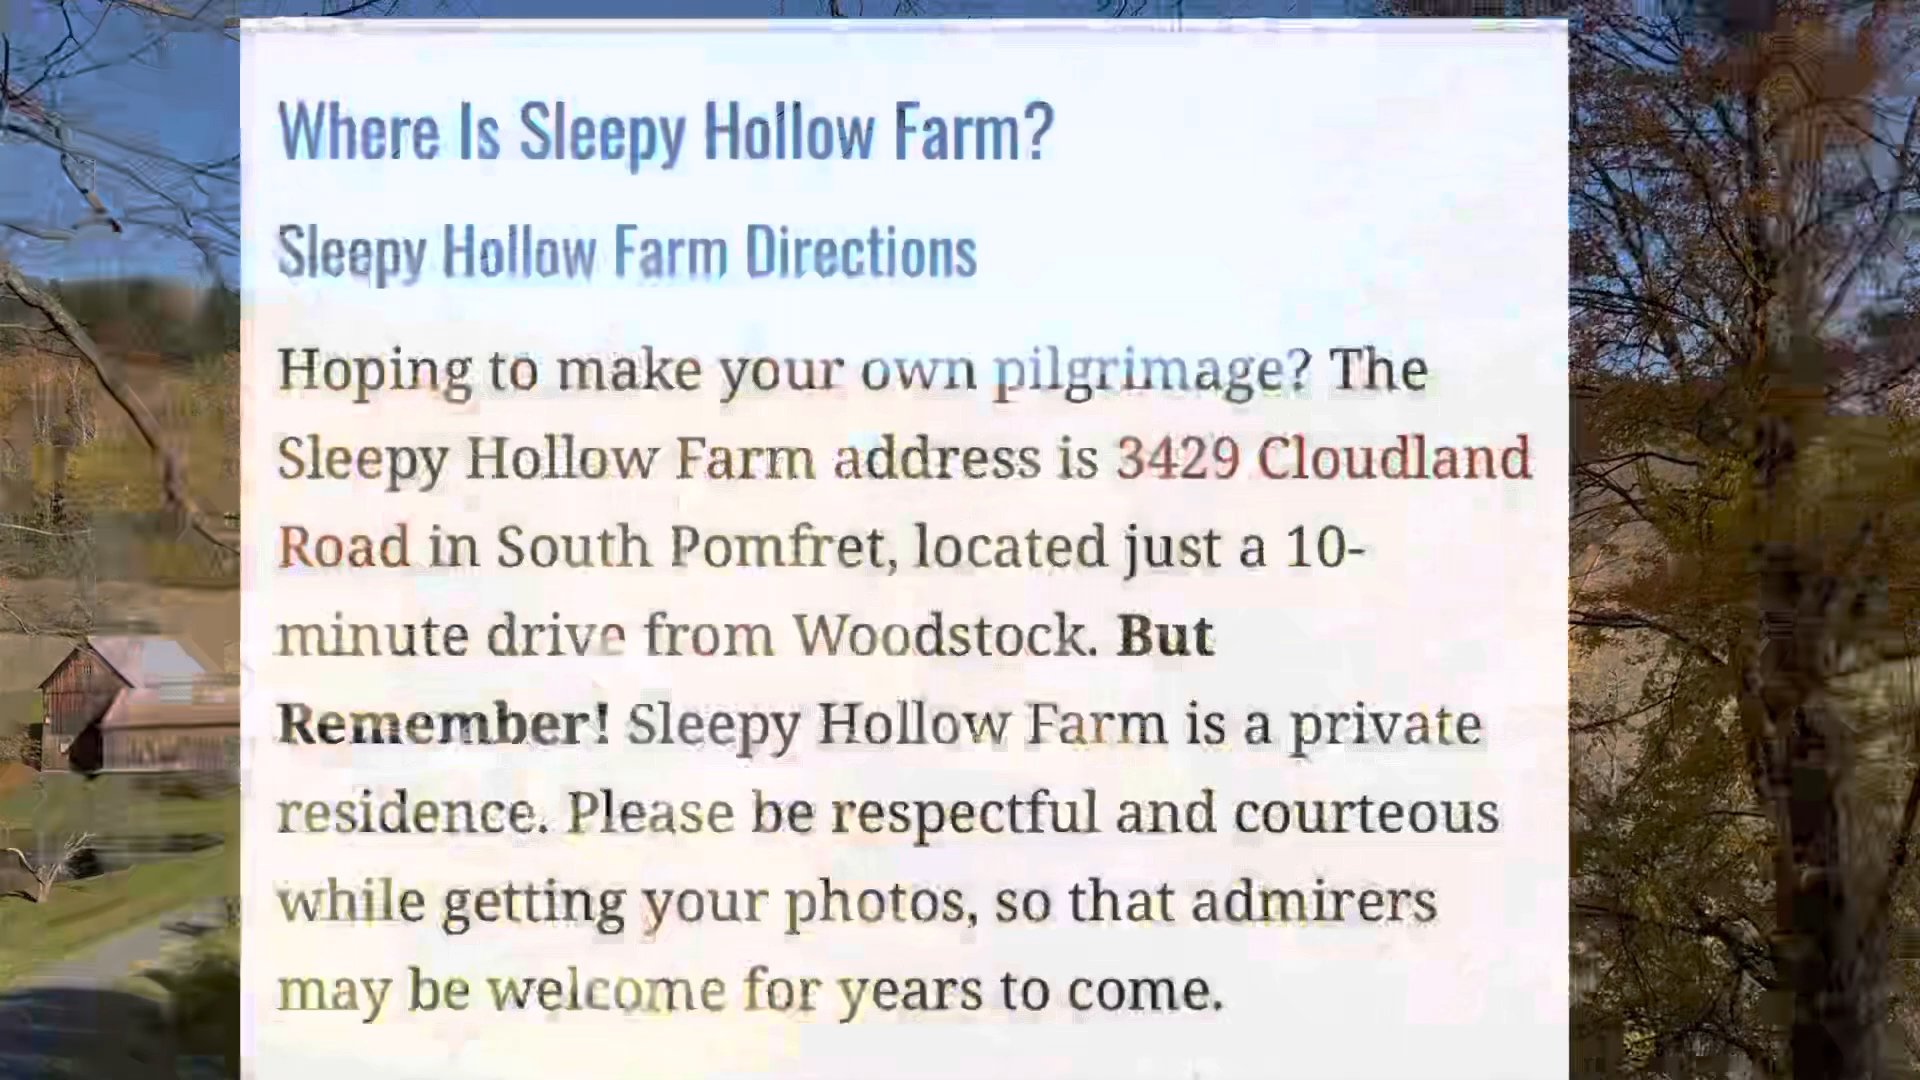 Where Is Sleepy Hollow Farm?
Sleepy Hollow Farm Directions
Hoping to make your own pilgrimage? The
Sleepy Hollow Farm address is 3429 Cloudland
Road in South Pomfret, located just a 10-
minute drive from Woodstock. But
Remember! Sleepy Hollow Farm is a private
residence. Please be respectful and courteous
while getting your photos, so that admirers
may be welcome for years to come.